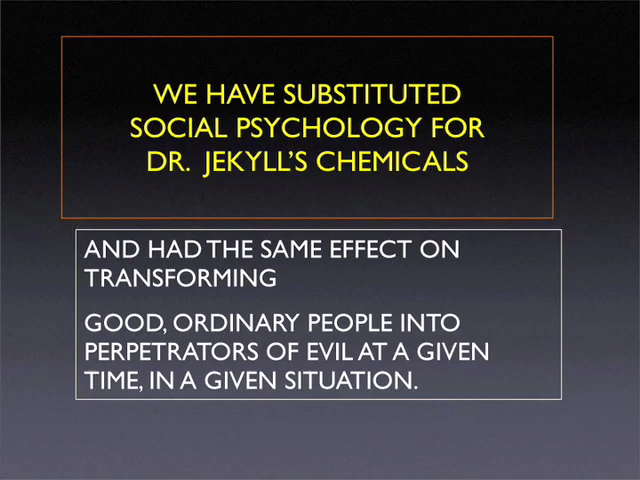 WE HAVE SUBSTITUTED
SOCIAL PSYCHOLOGY FOR
DR. JEKYLL'S CHEMICALS
AND HAD THE SAME EFFECT ON
TRANSFORMING
GOOD, ORDINARY PEOPLE INTO
PERPETRATORS OF EVIL AT A GIVEN
TIME, IN A GIVEN SITUATION.